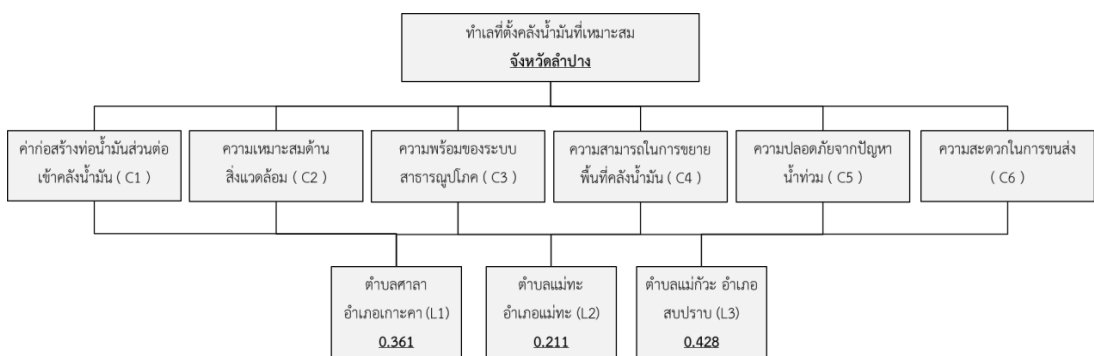 ทำเลที่ตั้งคลังน้ำมันที่เหมาะสม
จังหวัดลำปาง
ค่าก่อสร้างท่อน้ำมันส่วนต่อ
เข้าคลังน้ำมัน ( C1 )
ความเหมาะสมด้าน
สิ่งแวดล้อม ( C2 )
ความพร้อมของระบบ
สาธารณูปโภค ( C3 )
ความสามารถในการขยาย
พื้นที่คลังน้ำมัน ( C4 )
ความปลอดภัยจากปัญหา
น้ำท่วม ( C5 )
ความสะดวกในการขนส่ง
( C6 )
ตำบลศาลา
อำเภอเกาะคา (L1)
0.361
ตำบลแม่ทะ
อำเภอแม่ทะ (L2)
0.211
ตำบลแม่กัวะ อำเภอ
สบปราบ (L3)
0.428